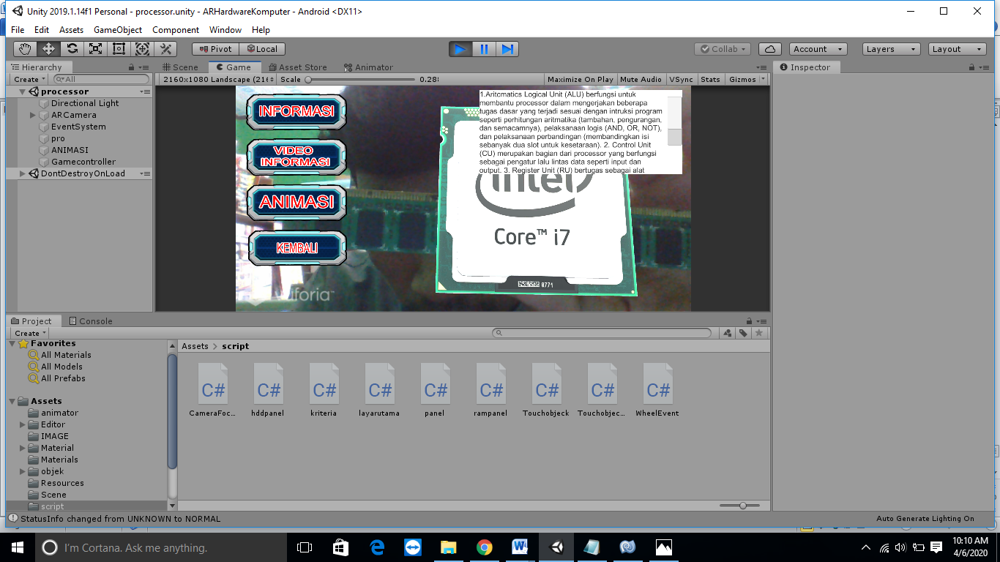 Unity 2019.1.14f1 Personal - processor.unity - ARHardwareKomputer - Android <DX11>
File Edit Assets GameObject Component Window Help
Pivot Local Collab Account Layers Layout
Hierarchy
Create All
processor
Directional Light
ARCamera
EventSystem
pro
ANIMASI
Gamecontroller
DontDestroyOnLoad
Scene Game Asset Store Animator
2160x1080 Landscape (216 Scale 0.28 Maximize On Play Mute Audio VSync Stats Gizmos
INFORMASI
VIDEO
INFORMASI
ANIMASI
KEMBALI
1.Aritcmatics Logical Unit (ALU) berfungsi untuk
membantu processor dalam mengerjakan beberapa
tugas dasar yang terjadi sesuai dengan intruksi program
seperti perhitungan aritmatika (tambahan, pengurangan,
dan semacamnya), pelaksanaan logis (AND, OR, NOT),
dan pelaksanaan perbandingan (membandingkan isi
sebanyak dua slot untuk kesetaraan). 2. Control Unit
(CU) merupakan bagian dari processor yang berfungsi
sebagai pengatur lalu lintas data seperti input dan
output. 3. Register Unit (RU) bertugas sebagai alat
intel
Core™ i7
0771
vuforia™
Inspector
Project Console
Create
Favorites
All Materials
All Models
All Prefabs
Assets
animator
Editor
IMAGE
Material
Materials
objek
Resources
Scene
script
Assets > script
C# C# C# C# C# C# C# C# C#
CameraFoc... hddpanel kriteria layarutama panel rampanel Touchobjeck Touchobjec... WheelEvent
StatusInfo changed from UNKNOWN to NORMAL
Auto Generate Lighting On
I'm Cortana. Ask me anything.
10:10 AM
4/6/2020